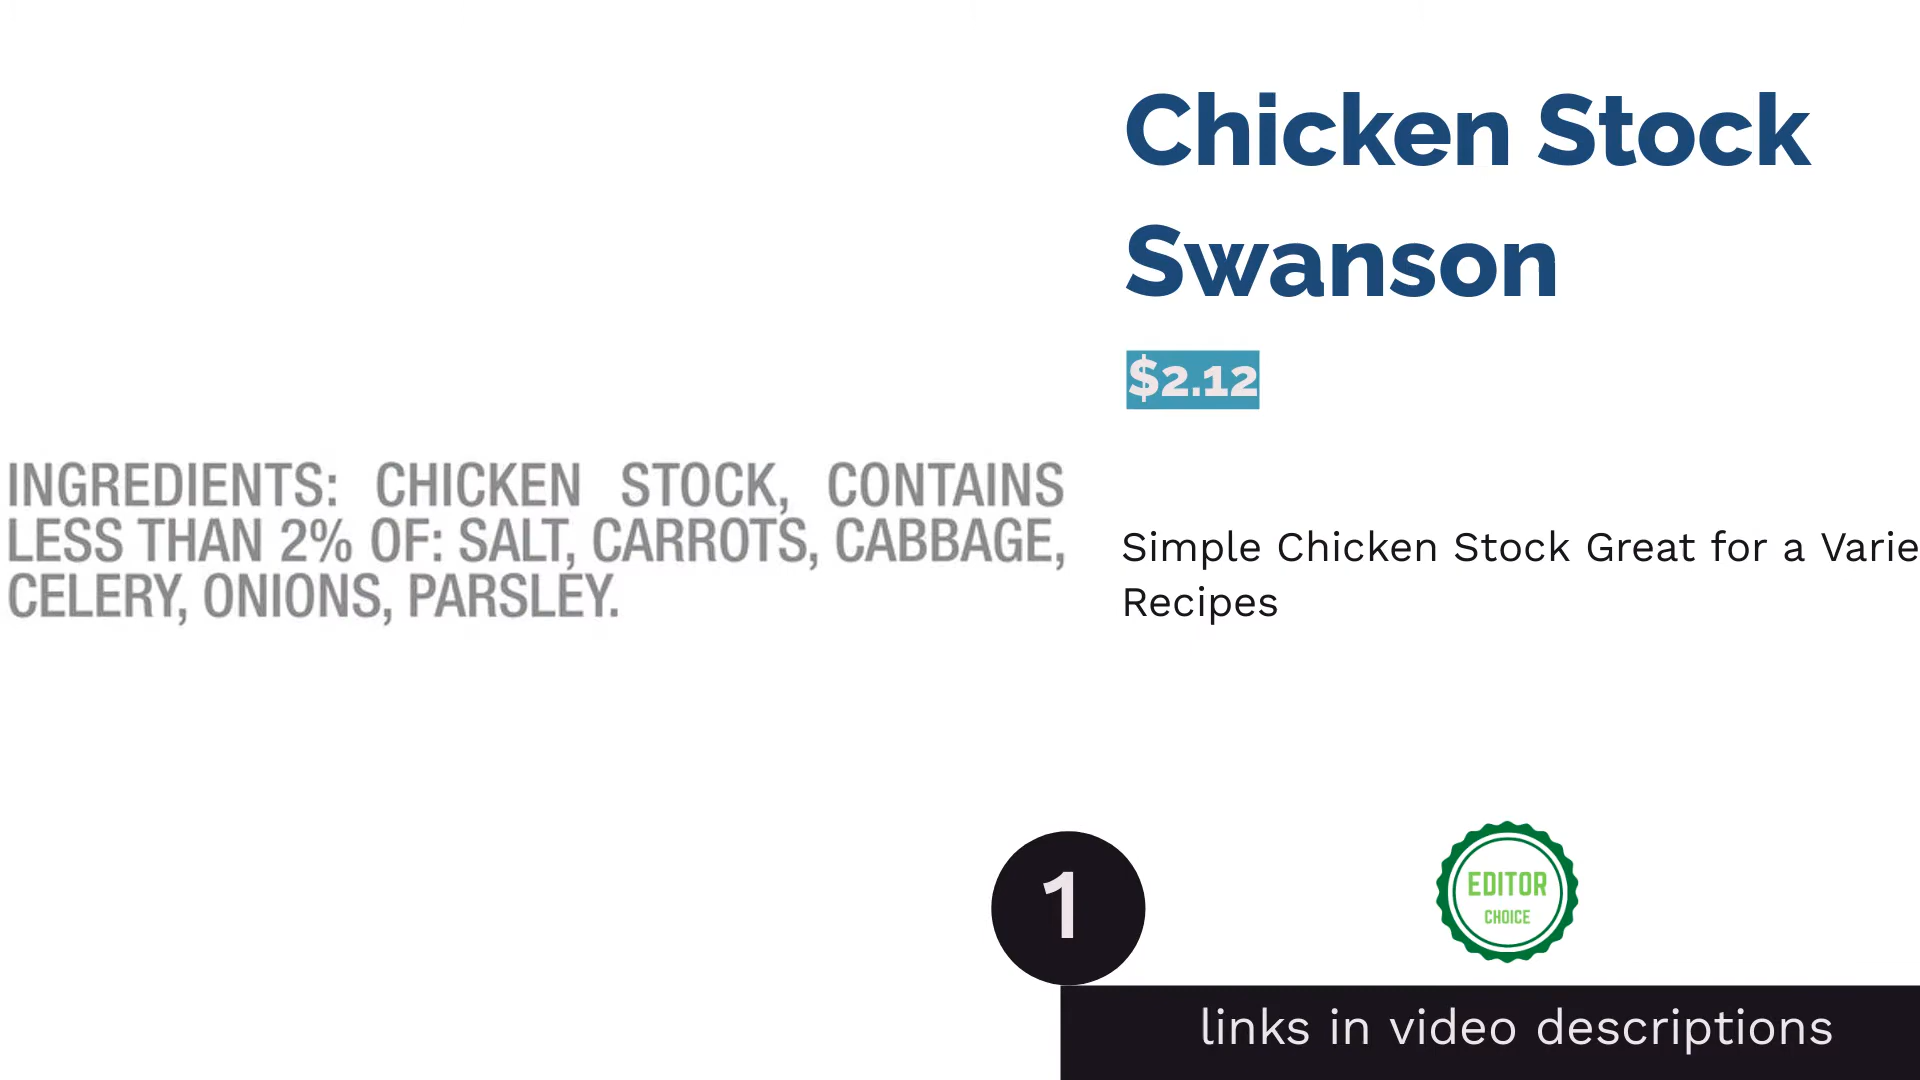 Chicken Stock
Swanson
$2.12
INGREDIENTS: CHICKEN STOCK, CONTAINS
LESS THAN 2% OF: SALT, CARROTS, CABBAGE,
CELERY, ONIONS, PARSLEY.
Simple Chicken Stock Great for a Varie
Recipes
1
EDITOR
CHOICE
links in video descriptions